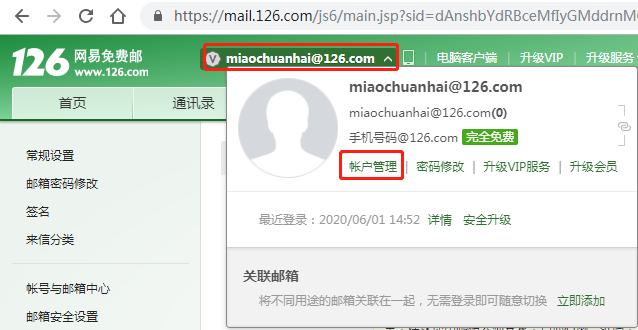 https://mail.126.com/js6/main.jsp?sid=dAnshbYdRBceMfIyGMddrnM
126 网易免费邮
www.126.com
miaochuanhai@126.com
电脑客户端 | 升级VIP | 升级服务
首页
通讯录
miaochuanhai@126.com
miaochuanhai@126.com(0)
手机号码@126.com 完全免费
帐户管理 | 密码修改 | 升级VIP服务 | 升级会员
常规设置
邮箱密码修改
签名
来信分类
最近登录：2020/06/01 14:52 详情 安全升级
帐号与邮箱中心
邮箱安全设置
关联邮箱
将不同用途的邮箱关联在一起，无需登录即可随意切换 立即添加